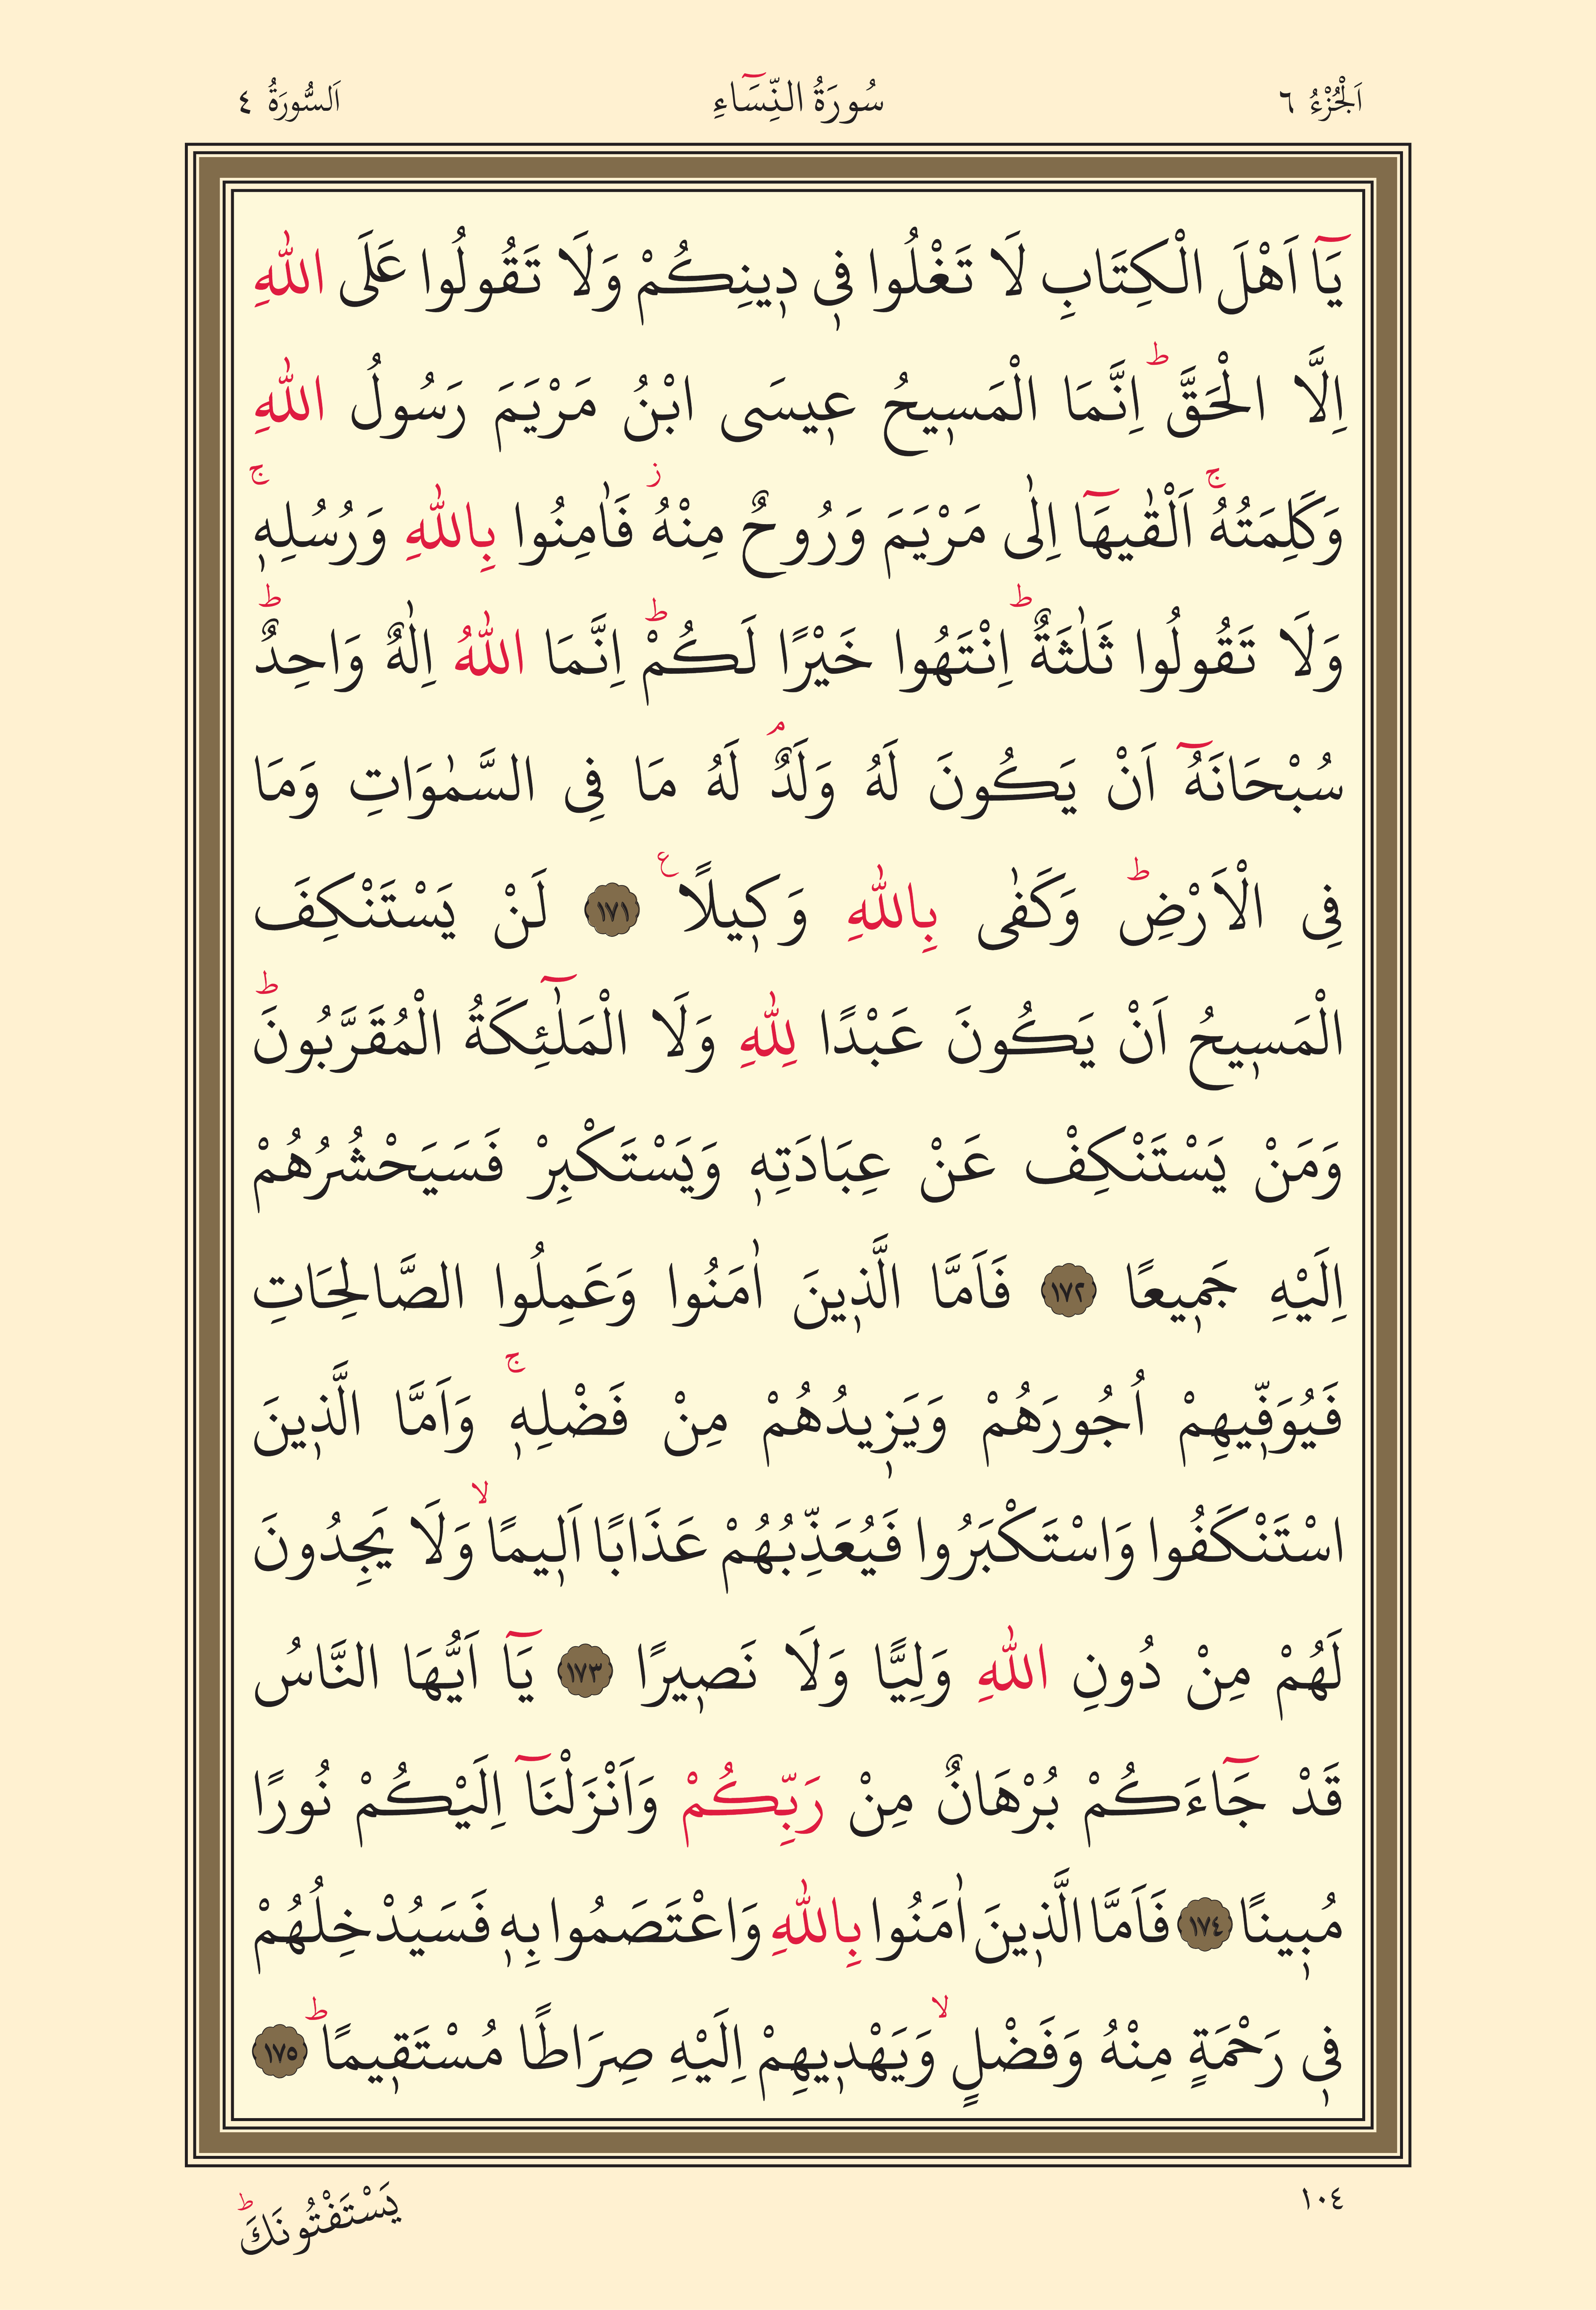 اَلْجُزْءُ ٦ سُورَةُ النِّسَٓاءِ اَلسُّورَةُ ٤
يَٓا اَهْلَ الْكِتَابِ لَا تَغْلُوا فٖي دٖينِكُمْ وَلَا تَقُولُوا عَلَى اللّٰهِ
اِلَّا الْحَقَّؕ اِنَّمَا الْمَسٖيحُ عٖيسَى ابْنُ مَرْيَمَ رَسُولُ اللّٰهِ
وَكَلِمَتُهُۚ اَلْقٰيهَٓا اِلٰى مَرْيَمَ وَرُوحٌ مِنْهُؗ فَاٰمِنُوا بِاللّٰهِ وَرُسُلِهٖۚ
وَلَا تَقُولُوا ثَلٰثَةٌؕ اِنْتَهُوا خَيْرًا لَكُمْؕ اِنَّمَا اللّٰهُ اِلٰهٌ وَاحِدٌؕ
سُبْحَانَهُٓ اَنْ يَكُونَ لَهُ وَلَدٌۘ لَهُ مَا فِى السَّمٰوَاتِ وَمَا
فِى الْاَرْضِؕ وَكَفٰى بِاللّٰهِ وَكٖيلًاࣖ ١٧١ لَنْ يَسْتَنْكِفَ
الْمَسٖيحُ اَنْ يَكُونَ عَبْدًا لِلّٰهِ وَلَا الْمَلٰٓئِكَةُ الْمُقَرَّبُونَؕ
وَمَنْ يَسْتَنْكِفْ عَنْ عِبَادَتِهٖ وَيَسْتَكْبِرْ فَسَيَحْشُرُهُمْ
اِلَيْهِ جَمٖيعًا ١٧٢ فَاَمَّا الَّذٖينَ اٰمَنُوا وَعَمِلُوا الصَّالِحَاتِ
فَيُوَفّٖيهِمْ اُجُورَهُمْ وَيَزٖيدُهُمْ مِنْ فَضْلِهٖۚ وَاَمَّا الَّذٖينَ
اسْتَنْكَفُوا وَاسْتَكْبَرُوا فَيُعَذِّبُهُمْ عَذَابًا اَلٖيمًاۙ وَلَا يَجِدُونَ
لَهُمْ مِنْ دُونِ اللّٰهِ وَلِيًّا وَلَا نَصٖيرًا ١٧٣ يَٓا اَيُّهَا النَّاسُ
قَدْ جَٓاءَكُمْ بُرْهَانٌ مِنْ رَبِّكُمْ وَاَنْزَلْنَٓا اِلَيْكُمْ نُورًا
مُبٖينًا ١٧٤ فَاَمَّا الَّذٖينَ اٰمَنُوا بِاللّٰهِ وَاعْتَصَمُوا بِهٖ فَسَيُدْخِلُهُمْ
فٖي رَحْمَةٍ مِنْهُ وَفَضْلٍۙ وَيَهْدٖيهِمْ اِلَيْهِ صِرَاطًا مُسْتَقٖيمًاؕ ١٧٥
١٠٤ يَسْتَفْتُونَكَؕ